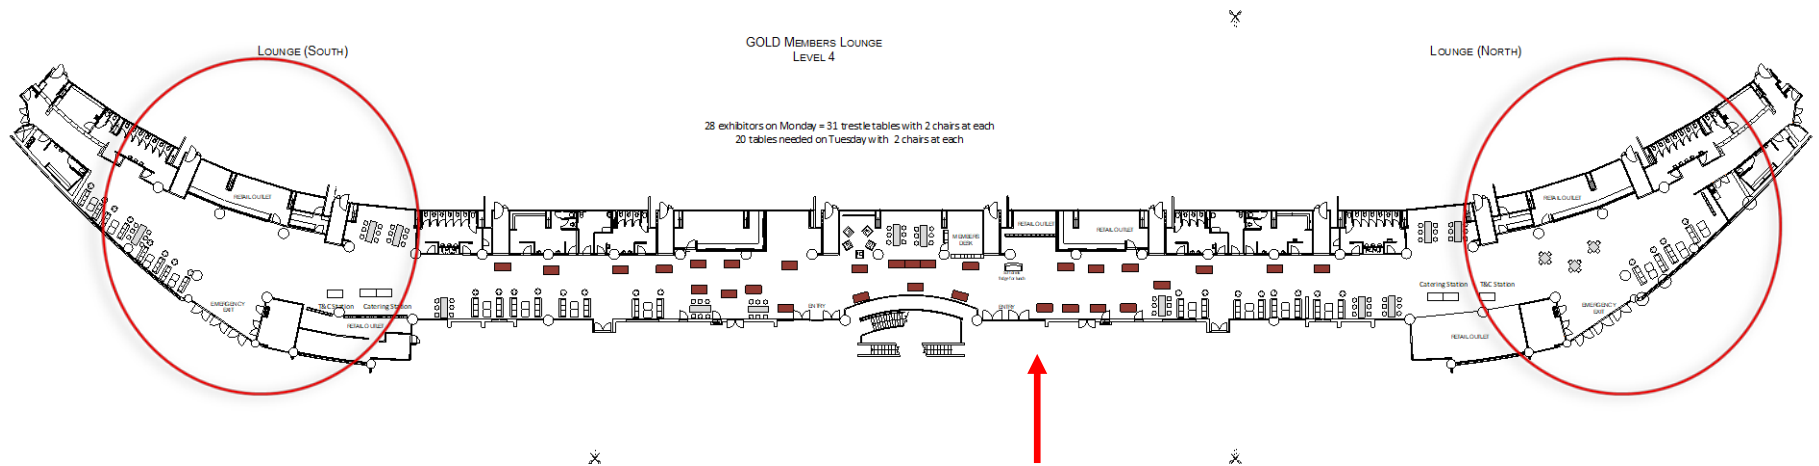 LOUNGE (SOUTH)
GOLD MEMBERS LOUNGE
LEVEL 4
LOUNGE (NORTH)
28 exhibitors on Monday = 31 trestle tables with 2 chairs at each
20 tables needed on Tuesday with 2 chairs at each
RETAIL OUTLET
MEMBERS
DESK
RETAIL OUTLET
RETAIL OUTLET
RETAIL OUTLET
EMERGENCY
EXIT
T&C Station
Catering Station
RETAIL OUTLET
ENTRY
ENTRY
Catering Station
T&C Station
EMERGENCY
EXIT
RETAIL OUTLET